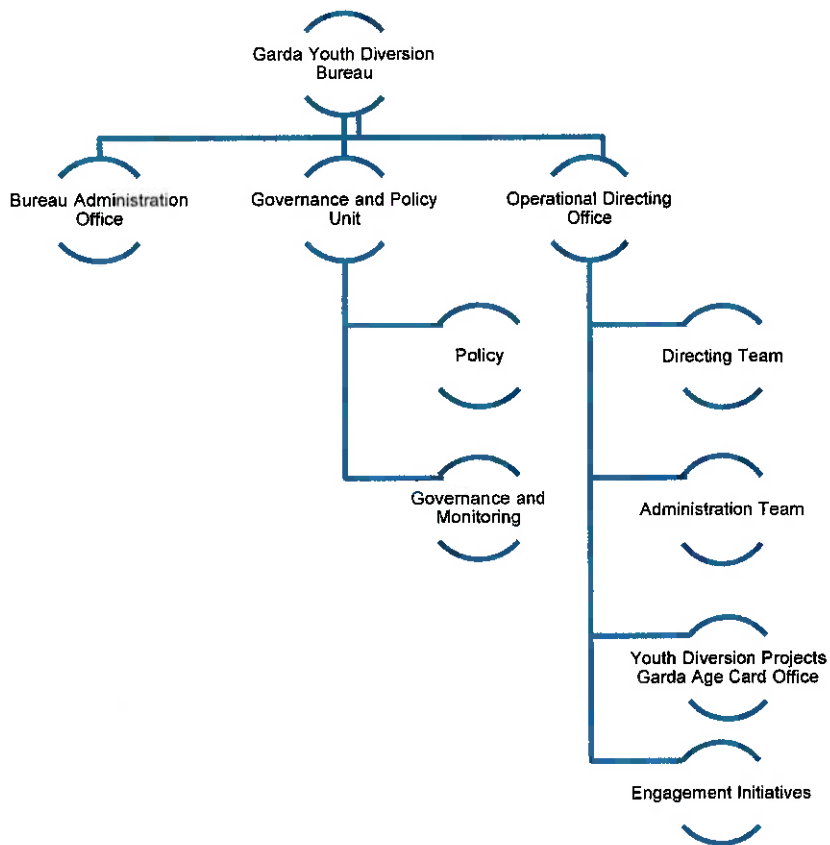 Garda Youth Diversion
Bureau
Bureau Administration
Office
Governance and Policy
Unit
Operational Directing
Office
Policy
Directing Team
Governance and
Monitoring
Administration Team
Youth Diversion Projects
Garda Age Card Office
Engagement Initiatives